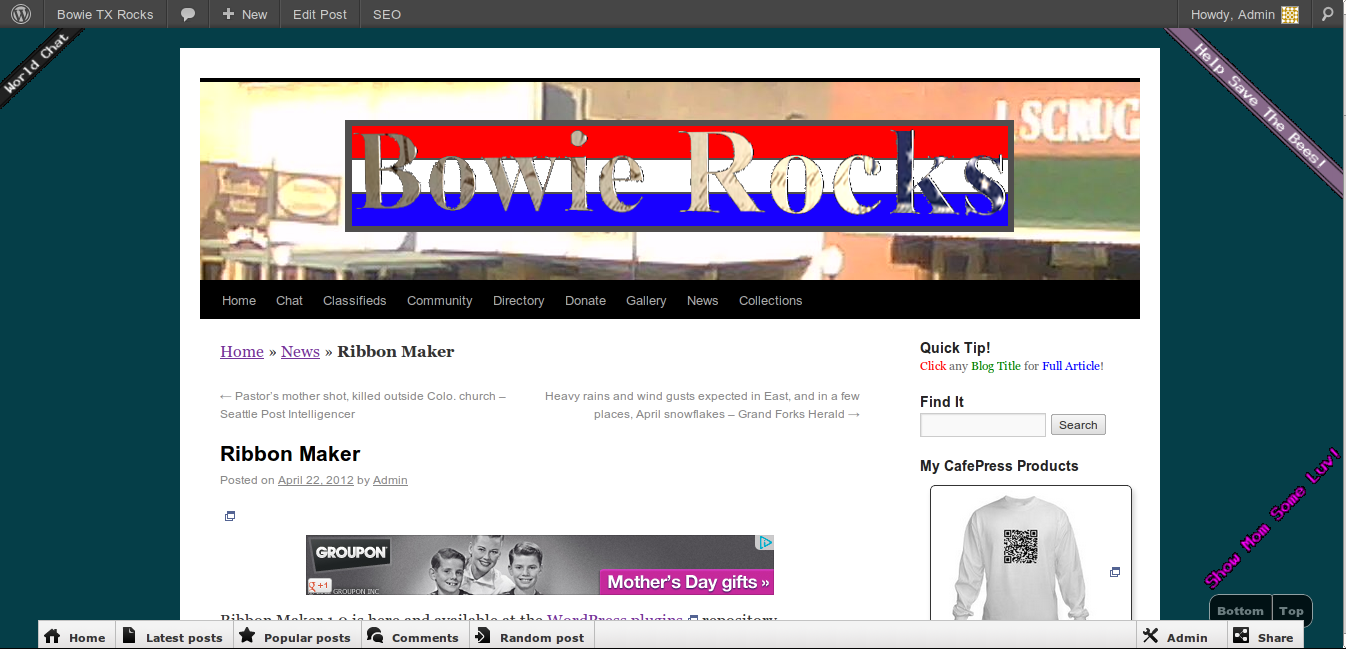 Bowie TX Rocks
New
Edit Post
SEO
Howdy, Admin
World Chat
Help Save The Bees!
J SCRUG
Bowie Rocks
Home Chat Classifieds Community Directory Donate Gallery News Collections
Home » News » Ribbon Maker
← Pastor's mother shot, killed outside Colo. church –
Seattle Post Intelligencer
Heavy rains and wind gusts expected in East, and in a few
places, April snowflakes – Grand Forks Herald →
Ribbon Maker
Posted on April 22, 2012 by Admin
GROUPON
Mother's Day gifts »
g +1
GROUPON INC
Ribbon Maker 1.0 is here and available at the WordPress plugins repository
Quick Tip!
Click any Blog Title for Full Article!
Find It
Search
My CafePress Products
Show Mom Some Luv!
Bottom Top
Home Latest posts Popular posts Comments Random post Admin Share